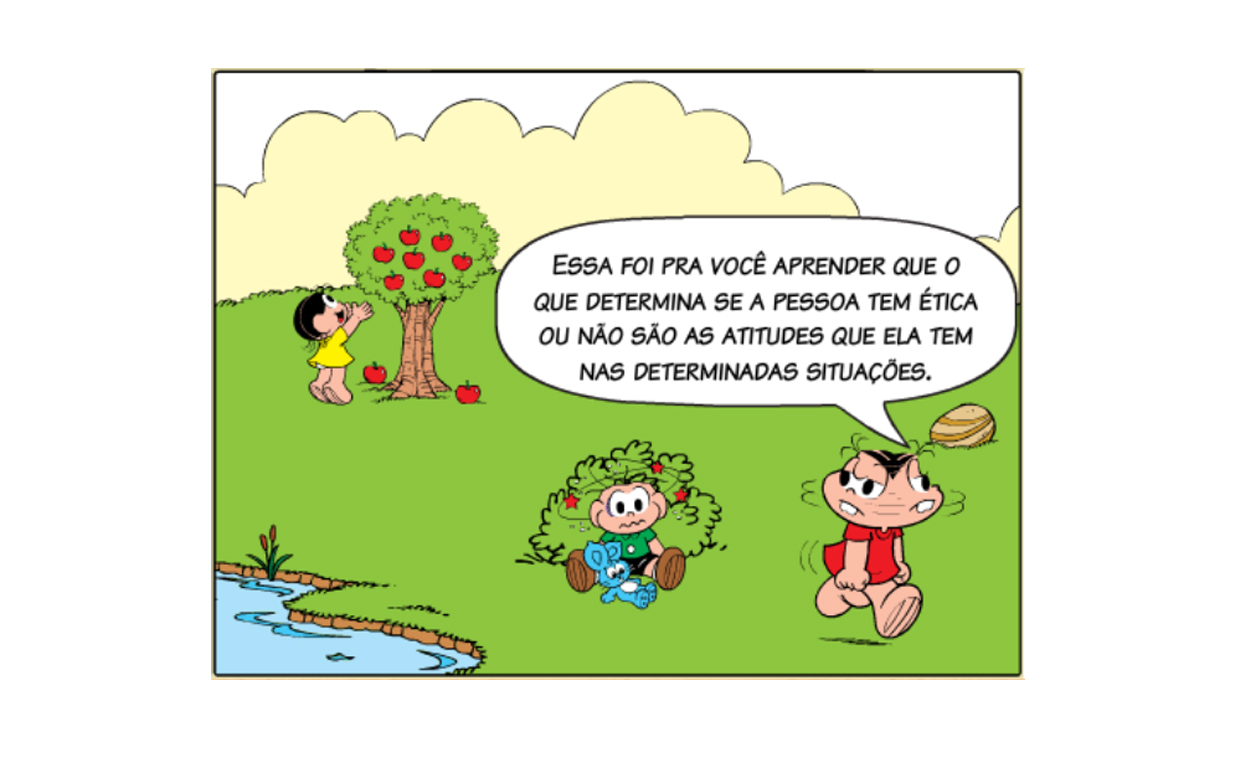 ESSA FOI PRA VOCÊ APRENDER QUE O
QUE DETERMINA SE A PESSOA TEM ÉTICA
OU NÃO SÃO AS ATITUDES QUE ELA TEM
NAS DETERMINADAS SITUAÇÕES.